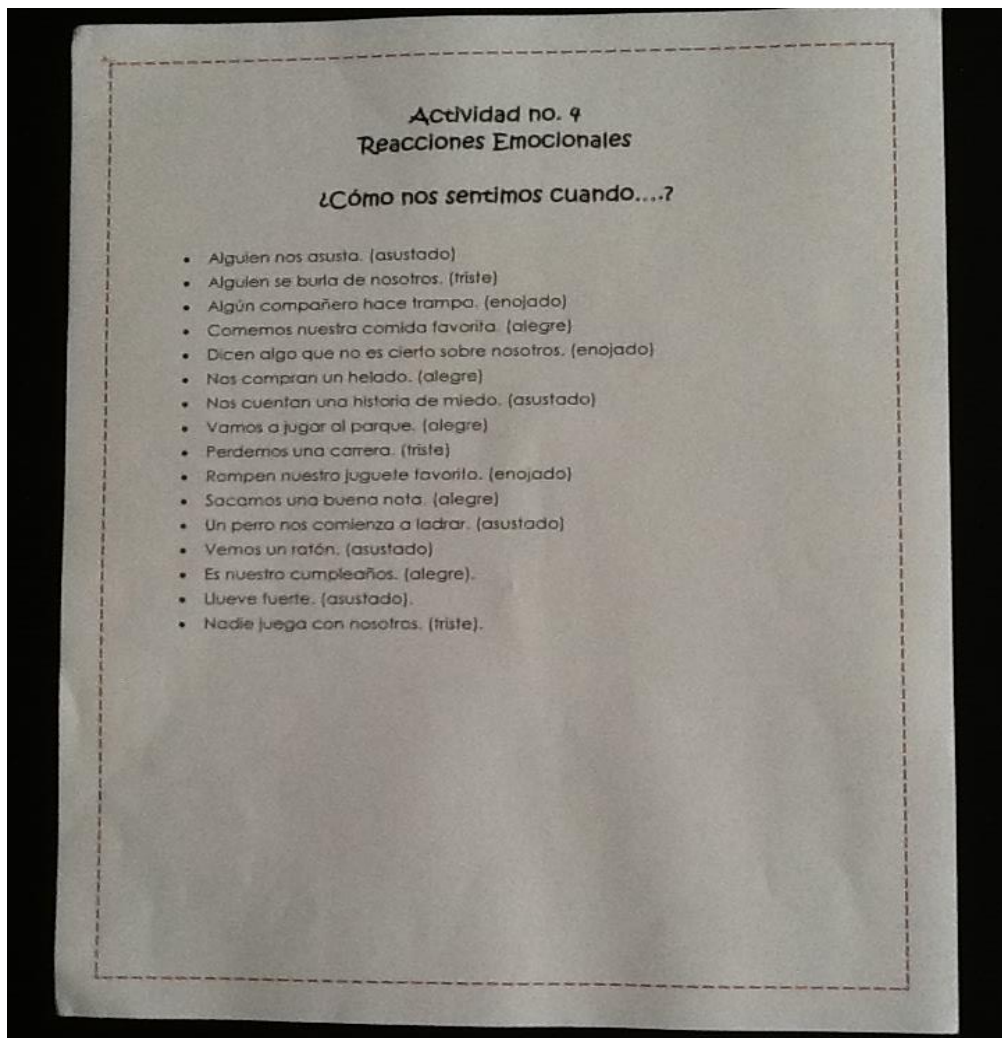 Actividad no. 9
Reacciones Emocionales
¿Cómo nos sentimos cuando....?
• Alguien nos asusta. (asustado)
• Alguien se burla de nosotros. (triste)
• Algún compañero hace trampa. (enojado)
• Comemos nuestra comida favorita. (alegre)
• Dicen algo que no es cierto sobre nosotros. (enojado)
• Nos compran un helado. (alegre)
• Nos cuentan una historia de miedo. (asustado)
• Vamos a jugar al parque. (alegre)
• Perdemos una carrera. (triste)
• Rompen nuestro juguete favorito. (enojado)
• Sacamos una buena nota. (alegre)
• Un perro nos comienza a ladrar. (asustado)
• Vemos un ratón. (asustado)
• Es nuestro cumpleaños. (alegre).
• Llueve fuerte. (asustado).
• Nadie juega con nosotros. (triste).